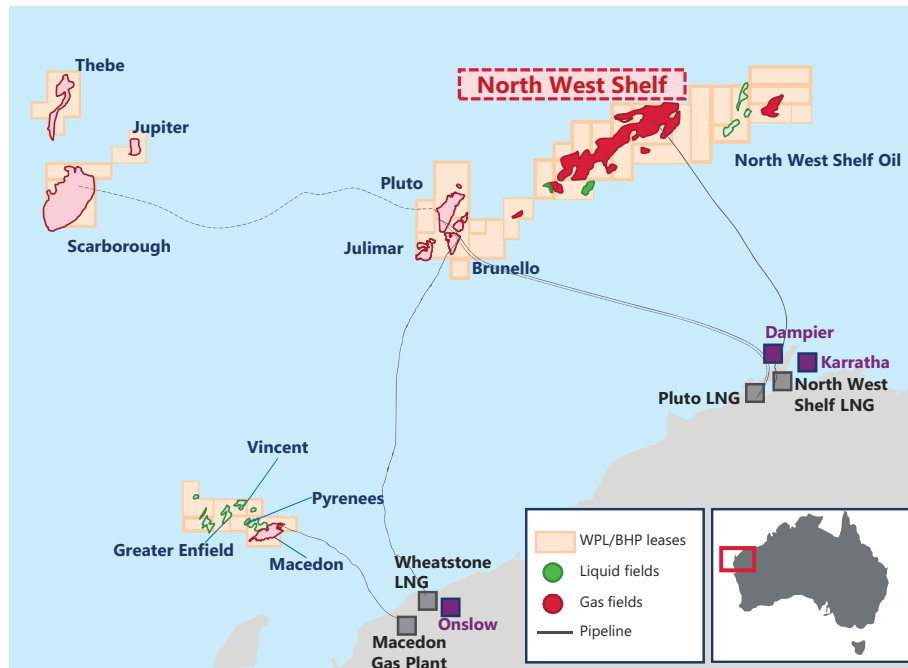 Thebe
North West Shelf
Jupiter
North West Shelf Oil
Pluto
Scarborough
Julimar
Brunello
Dampier
Karratha
Pluto LNG
North West
Shelf LNG
Vincent
Pyrenees
Greater Enfield
Macedon
Wheatstone
LNG
Onslow
Macedon
Gas Plant
WPL/BHP leases
Liquid fields
Gas fields
Pipeline